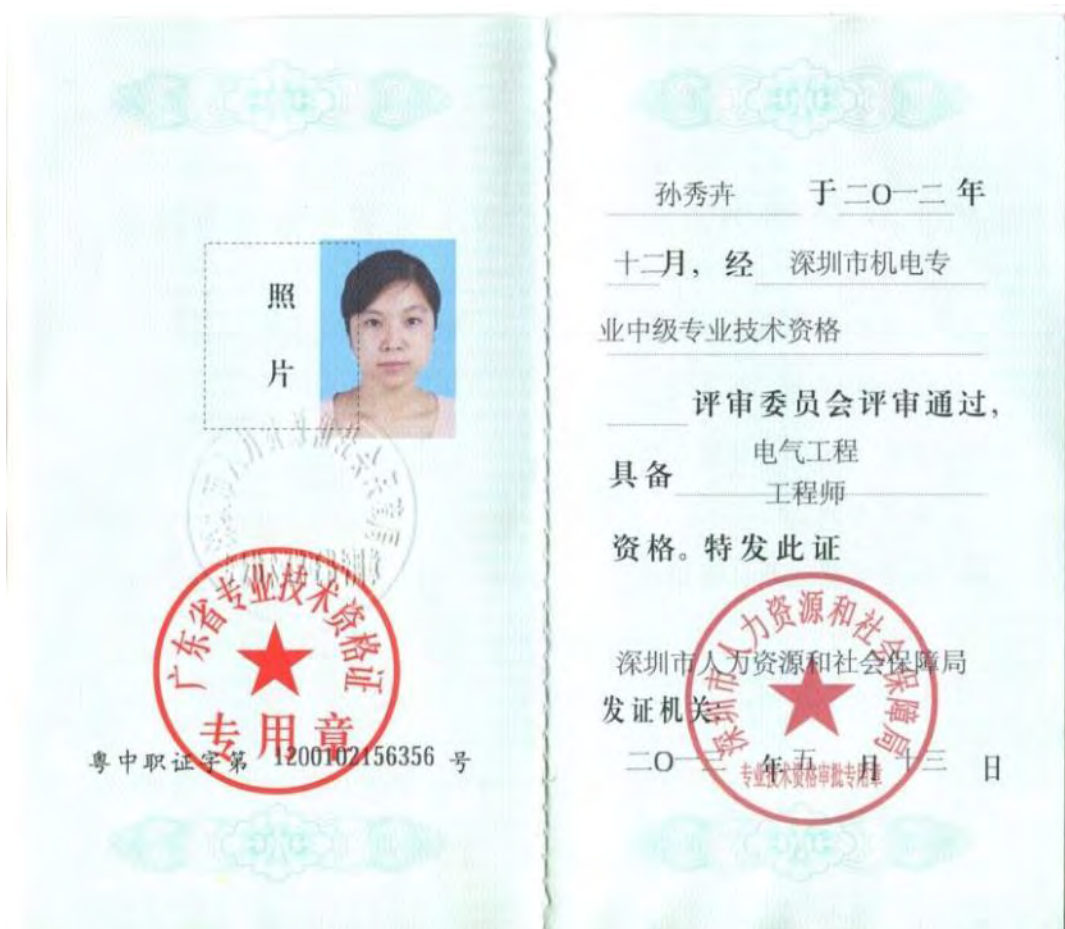 照
片
广东省专业技术资格证
专用章
粤中职证字第 1200102156356 号
孙秀卉 于二O一二年
十二月，经 深圳市机电专
业中级专业技术资格
评审委员会评审通过，
具备 电气工程
工程师
资格。特发此证
深圳市人力资源和社会保障局
发证机关：
二O一三年五月十三日
深圳市人力资源和社会保障局
专业技术资格审批专用章